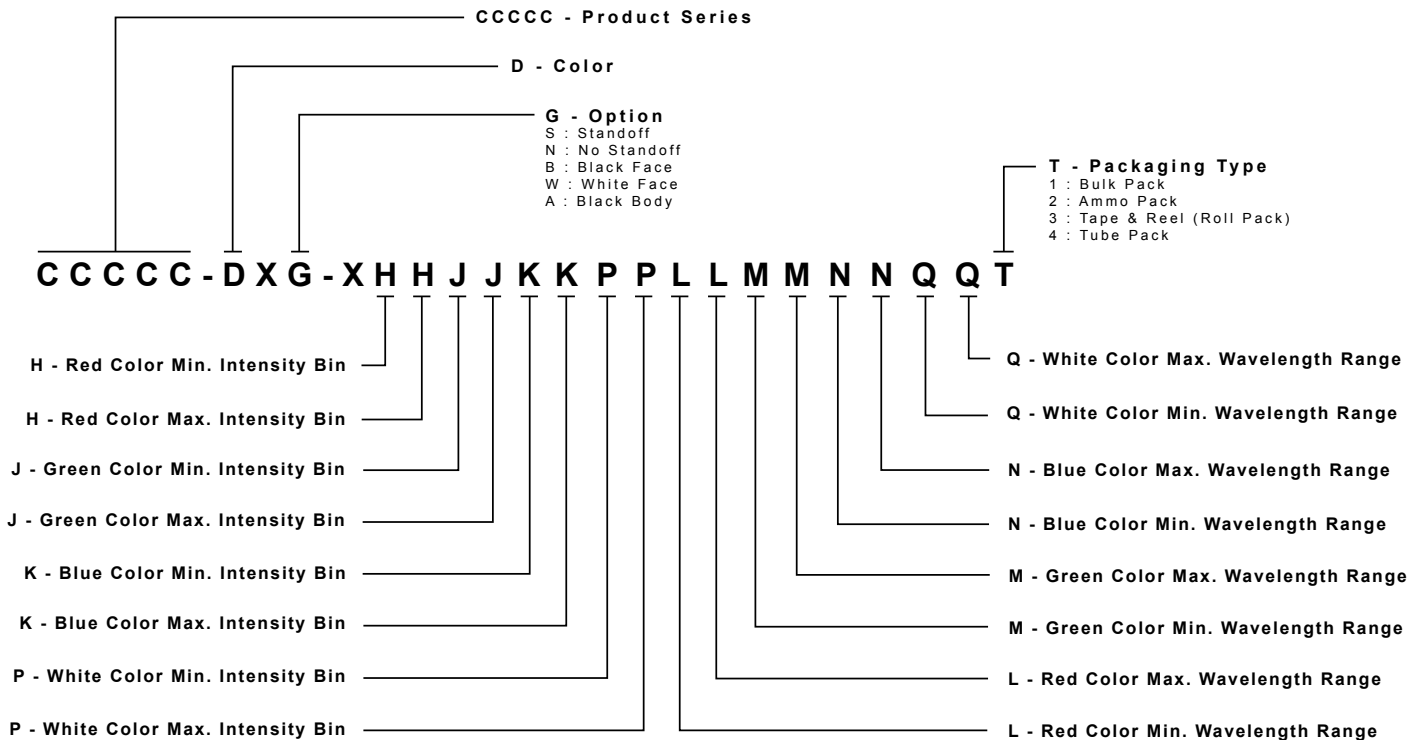 CCCCC - Product Series
D - Color
G - Option
S : Standoff
N : No Standoff
B : Black Face
W : White Face
A : Black Body
T - Packaging Type
1 : Bulk Pack
2 : Ammo Pack
3 : Tape & Reel (Roll Pack)
4 : Tube Pack
C C C C C - D X G - X H H J J K K P P L L M M N N Q Q T
H - Red Color Min. Intensity Bin
H - Red Color Max. Intensity Bin
J - Green Color Min. Intensity Bin
J - Green Color Max. Intensity Bin
K - Blue Color Min. Intensity Bin
K - Blue Color Max. Intensity Bin
P - White Color Min. Intensity Bin
P - White Color Max. Intensity Bin
Q - White Color Max. Wavelength Range
Q - White Color Min. Wavelength Range
N - Blue Color Max. Wavelength Range
N - Blue Color Min. Wavelength Range
M - Green Color Max. Wavelength Range
M - Green Color Min. Wavelength Range
L - Red Color Max. Wavelength Range
L - Red Color Min. Wavelength Range